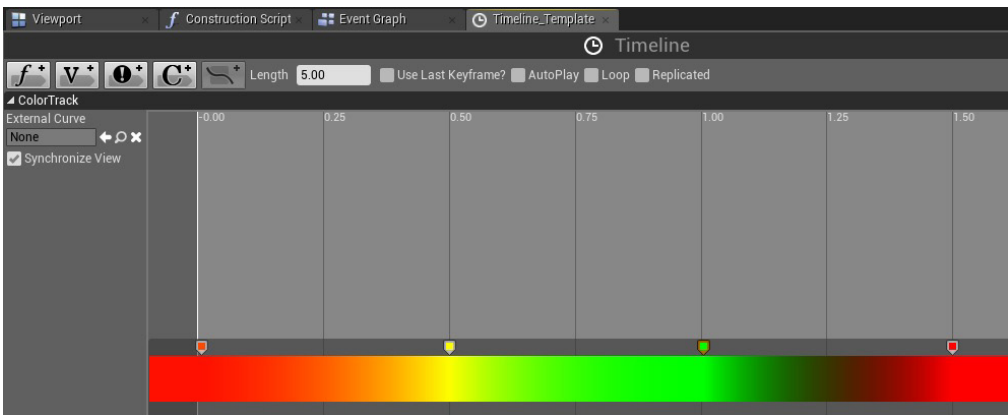 Viewport
Construction Script
Event Graph
Timeline_Template
Timeline
Length 5.00 Use Last Keyframe? AutoPlay Loop Replicated
ColorTrack
External Curve
None
Synchronize View
-0.00 0.25 0.50 0.75 1.00 1.25 1.50